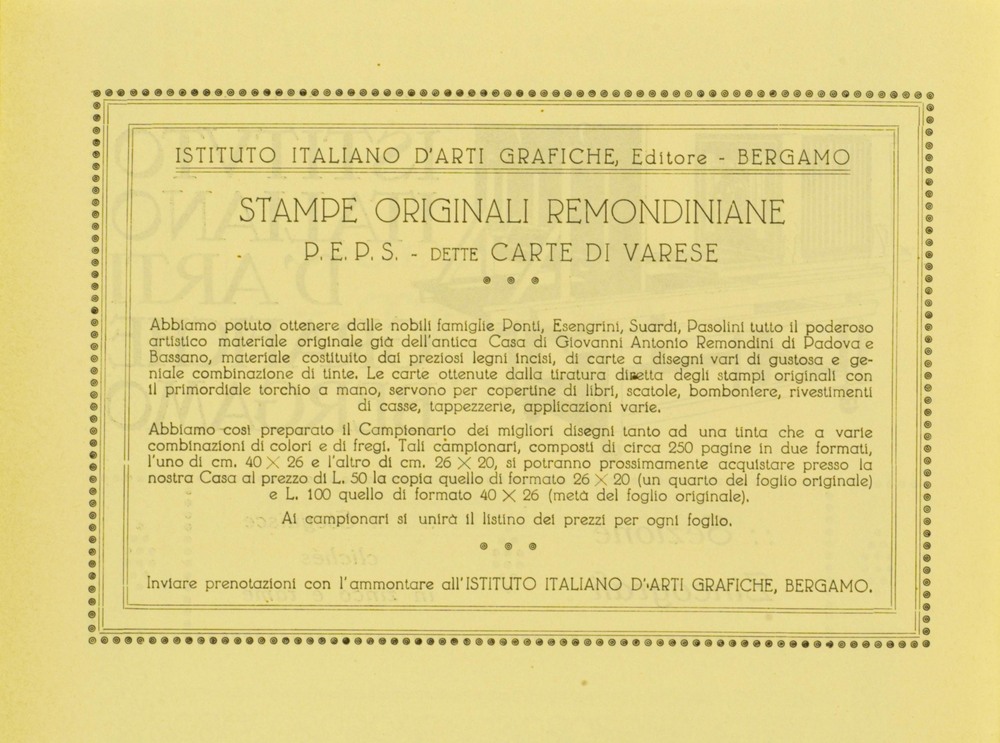 ISTITUTO ITALIANO D'ARTI GRAFICHE, Editore - BERGAMO
STAMPE ORIGINALI REMONDINIANE
P. E. P. S. - DETTE CARTE DI VARESE
Abbiamo potuto ottenere dalle nobili famiglie Ponti, Esengrini, Suardi, Pasolini tutto il poderoso
artistico materiale originale già dell'antica Casa di Giovanni Antonio Remondini di Padova e
Bassano, materiale costituito dai preziosi legni incisi, di carte a disegni vari di gustosa e ge-
niale combinazione di tinte. Le carte ottenute dalla tiratura diretta degli stampi originali con
il primordiale torchio a mano, servono per copertine di libri, scatole, bomboniere, rivestimenti
di casse, tappezzerie, applicazioni varie.
Abbiamo così preparato il Campionario dei migliori disegni tanto ad una tinta che a varie
combinazioni di colori e di fregi. Tali campionari, composti di circa 250 pagine in due formati,
l'uno di cm. 40 × 26 e l'altro di cm. 26 × 20, si potranno prossimamente acquistare presso la
nostra Casa al prezzo di L. 50 la copia quello di formato 26 × 20 (un quarto del foglio originale)
e L. 100 quello di formato 40 × 26 (metà del foglio originale).
Ai campionari si unirà il listino dei prezzi per ogni foglio.
Inviare prenotazioni con l'ammontare all'ISTITUTO ITALIANO D'ARTI GRAFICHE, BERGAMO.